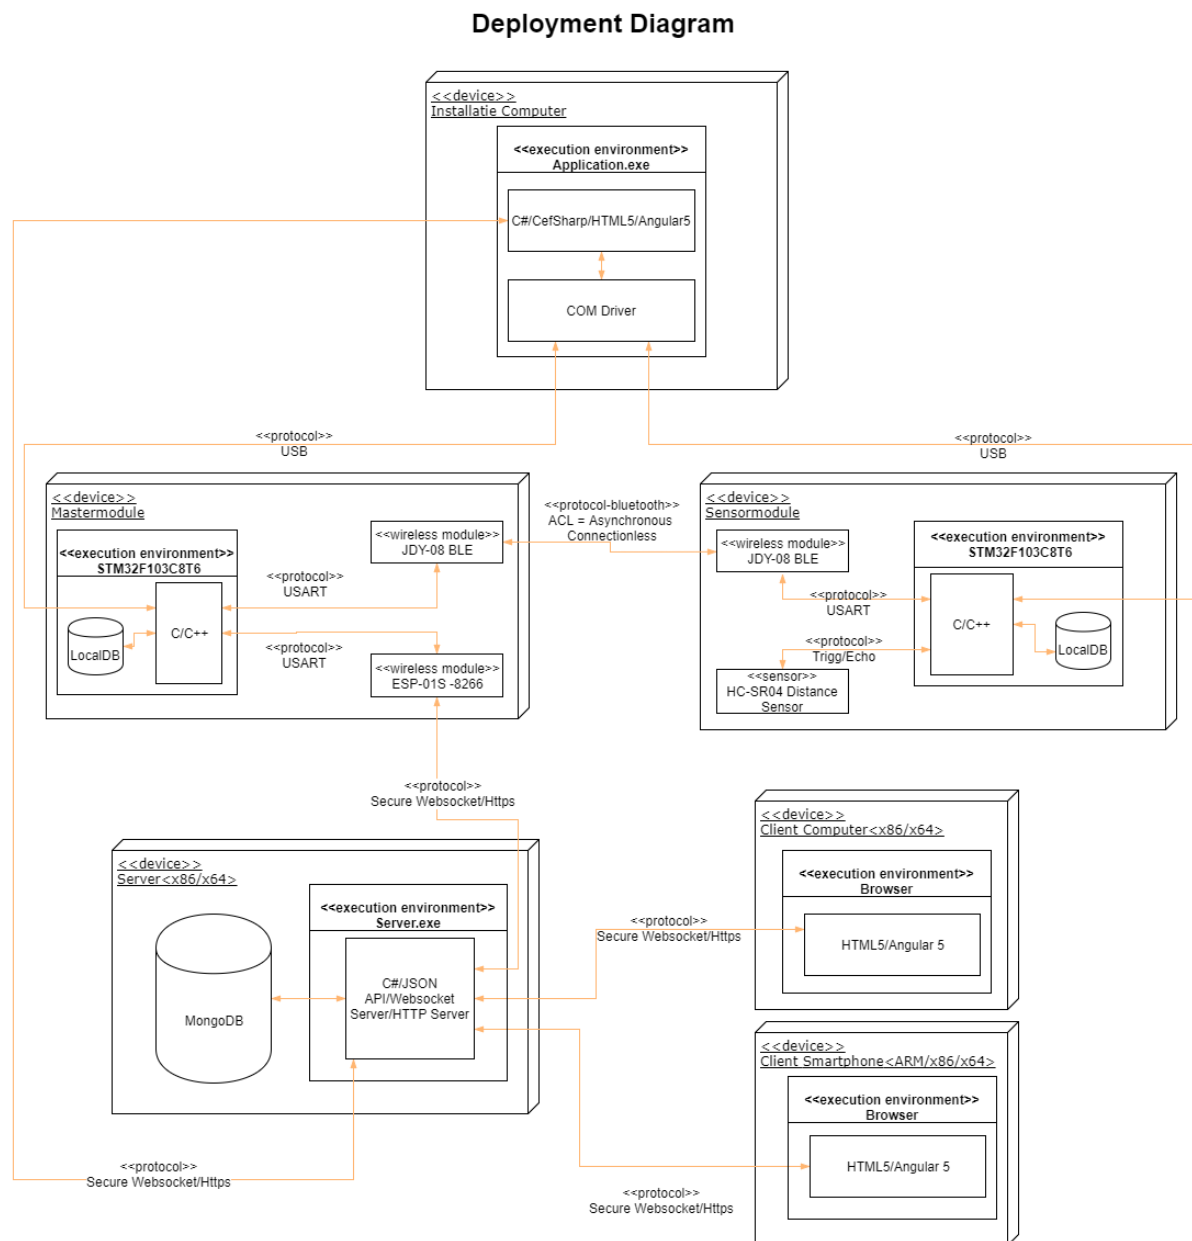 Deployment Diagram
<<device>>
Installatie Computer
<<execution environment>>
Application.exe
C#/CefSharp/HTML5/Angular5
COM Driver
<<protocol>>
USB
<<protocol>>
USB
<<device>>
Mastermodule
<<execution environment>>
STM32F103C8T6
C/C++
LocalDB
<<protocol>>
USART
<<protocol>>
USART
<<wireless module>>
JDY-08 BLE
<<wireless module>>
ESP-01S -8266
<<protocol-bluetooth>>
ACL = Asynchronous
Connectionless
<<device>>
Sensormodule
<<wireless module>>
JDY-08 BLE
<<protocol>>
USART
<<protocol>>
Trigg/Echo
<<sensor>>
HC-SR04 Distance
Sensor
<<execution environment>>
STM32F103C8T6
C/C++
LocalDB
<<protocol>>
Secure Websocket/Https
<<device>>
Server<x86/x64>
MongoDB
<<execution environment>>
Server.exe
C#/JSON
API/Websocket
Server/HTTP Server
<<protocol>>
Secure Websocket/Https
<<device>>
Client Computer<x86/x64>
<<execution environment>>
Browser
HTML5/Angular 5
<<device>>
Client Smartphone<ARM/x86/x64>
<<execution environment>>
Browser
HTML5/Angular 5
<<protocol>>
Secure Websocket/Https
<<protocol>>
Secure Websocket/Https